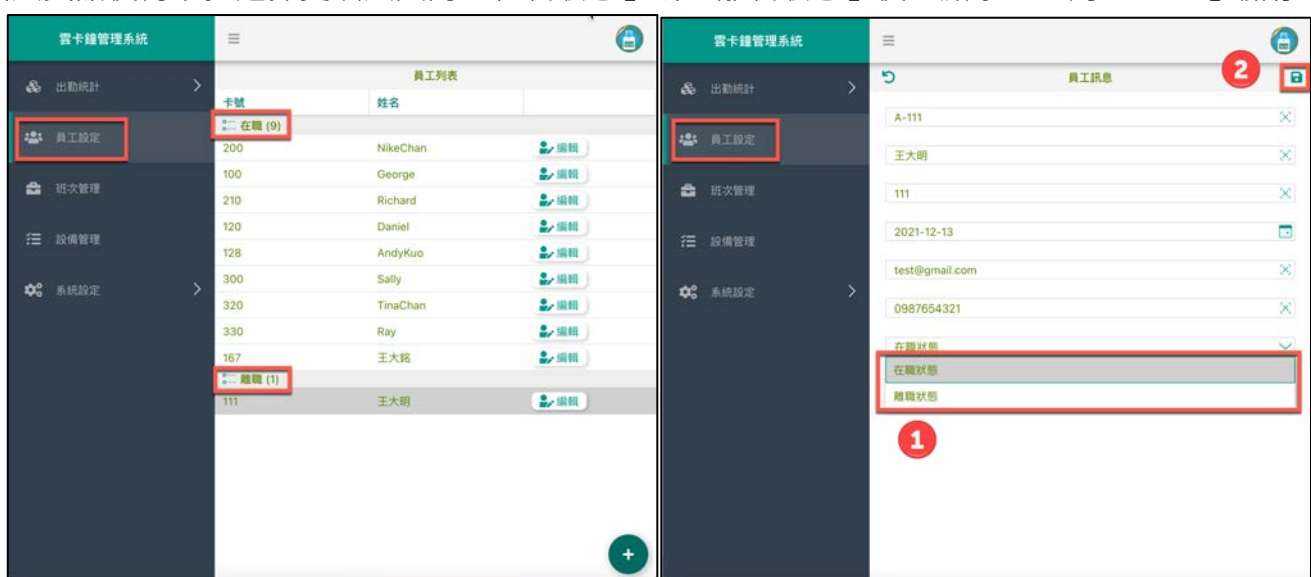 雲卡鐘管理系統
出勤統計
員工設定
班次管理
設備管理
系統設定
員工列表
卡號 姓名
在職 (9)
200 NikeChan 編輯
100 George 編輯
210 Richard 編輯
120 Daniel 編輯
128 AndyKuo 編輯
300 Sally 編輯
320 TinaChan 編輯
330 Ray 編輯
167 王大銘 編輯
離職 (1)
111 王大明 編輯
雲卡鐘管理系統
出勤統計
員工設定
班次管理
設備管理
系統設定
員工訊息
2
A-111
王大明
111
2021-12-13
test@gmail.com
0987654321
在職狀態
在職狀態
離職狀態
1